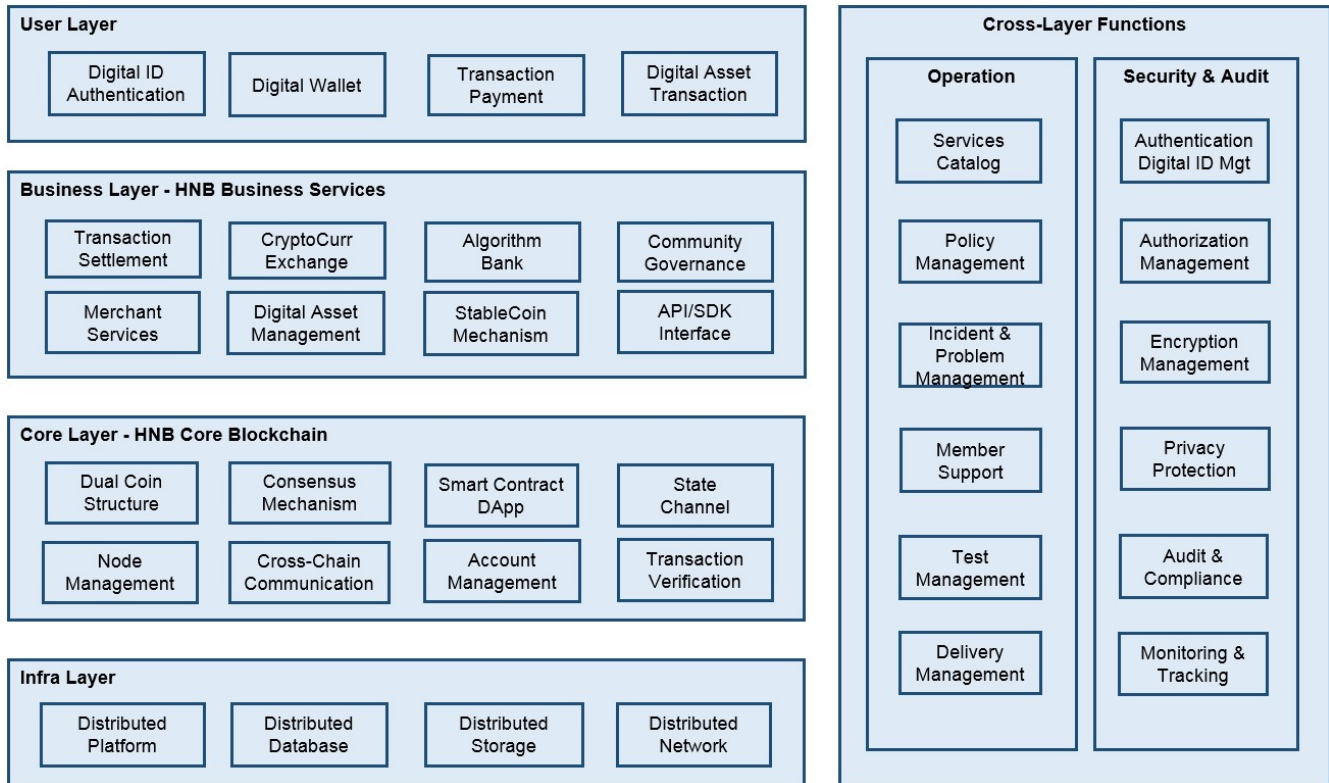 User Layer
Digital ID
Authentication
Digital Wallet
Transaction
Payment
Digital Asset
Transaction
Business Layer - HNB Business Services
Transaction
Settlement
CryptoCurr
Exchange
Algorithm
Bank
Community
Governance
Merchant
Services
Digital Asset
Management
StableCoin
Mechanism
API/SDK
Interface
Core Layer - HNB Core Blockchain
Dual Coin
Structure
Consensus
Mechanism
Smart Contract
DApp
State
Channel
Node
Management
Cross-Chain
Communication
Account
Management
Transaction
Verification
Infra Layer
Distributed
Platform
Distributed
Database
Distributed
Storage
Distributed
Network
Cross-Layer Functions
Operation
Services
Catalog
Policy
Management
Incident &
Problem
Management
Member
Support
Test
Management
Delivery
Management
Security & Audit
Authentication
Digital ID Mgt
Authorization
Management
Encryption
Management
Privacy
Protection
Audit &
Compliance
Monitoring &
Tracking